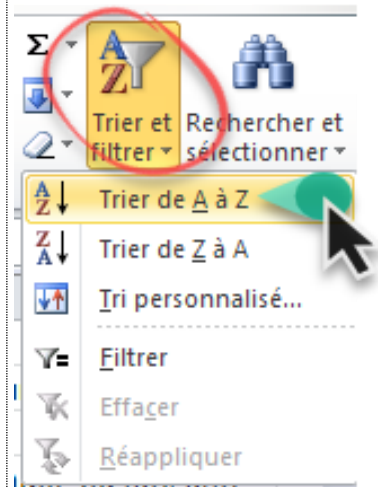 Σ
Trier et Rechercher et
filtrer sélectionner
Trier de A à Z
Trier de Z à A
Tri personnalisé...
Filtrer
Effacer
Réappliquer